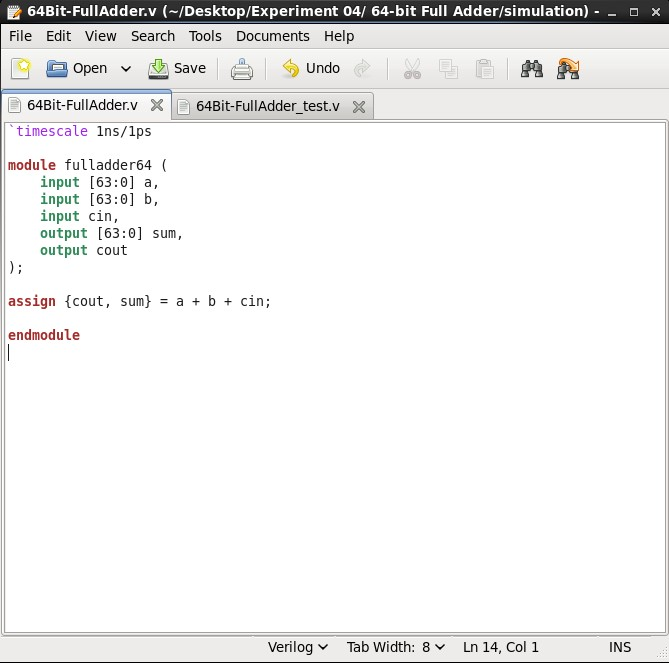 64Bit-FullAdder.v (~/Desktop/Experiment 04/ 64-bit Full Adder/simulation) -
File Edit View Search Tools Documents Help
Open Save Undo
64Bit-FullAdder.v 64Bit-FullAdder_test.v
`timescale 1ns/1ps
module fulladder64 (
    input [63:0] a,
    input [63:0] b,
    input cin,
    output [63:0] sum,
    output cout
);
assign {cout, sum} = a + b + cin;
endmodule
Verilog Tab Width: 8 Ln 14, Col 1 INS